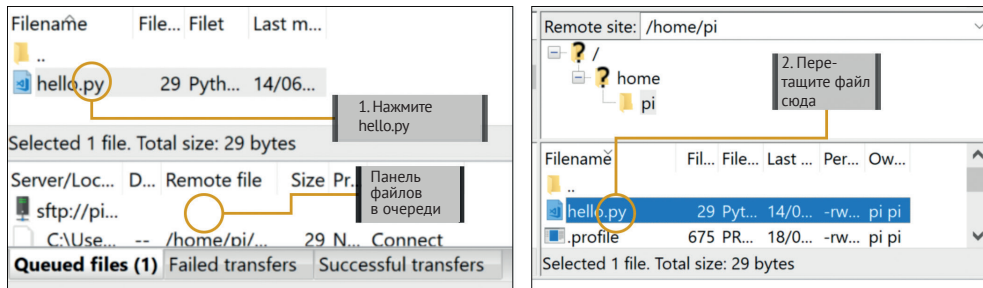 Filename File... Filet Last m...
..
hello.py 29 Pyth... 14/06...
1. Нажмите
hello.py
Selected 1 file. Total size: 29 bytes
Server/Loc... D... Remote file Size Pr...
Панель
файлов
в очереди
sftp://pi...
C:\Use... -- /home/pi/... 29 N... Connect
Queued files (1) Failed transfers Successful transfers
Remote site: /home/pi
/
home
pi
2. Пере-
тащите файл
сюда
Filename Fil... File... Last ... Per... Ow...
..
hello.py 29 Pyt... 14/0... -rw... pi pi
.profile 675 PR... 18/0... -rw... pi pi
Selected 1 file. Total size: 29 bytes